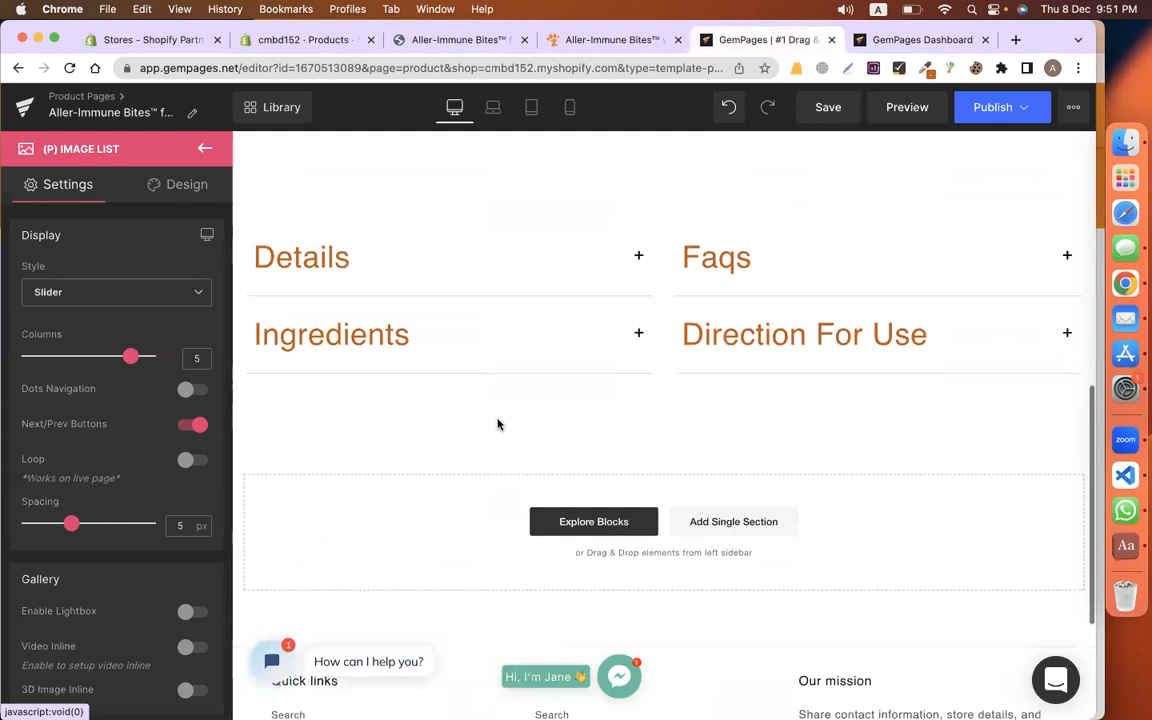 Chrome File Edit View History Bookmarks Profiles Tab Window Help A Thu 8 Dec 9:51 PM
Stores - Shopify Partn
cmbd152 · Products ·
Aller-Immune Bites™ f
Aller-Immune Bites™ v
GemPages | #1 Drag &
GemPages Dashboard
app.gempages.net/editor?id=1670513089&page=product&shop=cmbd152.myshopify.com&type=template-p...
A
Product Pages
Aller-Immune Bites™ f...
Library
Save
Preview
Publish
(P) IMAGE LIST
Settings
Design
Display
Style
Slider
Columns
5
Dots Navigation
Next/Prev Buttons
Loop
*Works on live page*
Spacing
5 px
Gallery
Enable Lightbox
Video Inline
Enable to setup video inline
3D Image Inline
javascript:void(0)
Details +
Faqs +
Ingredients +
Direction For Use +
Explore Blocks
Add Single Section
or Drag & Drop elements from left sidebar
1
How can I help you?
Hi, I'm Jane 👋
1
Quick links
Our mission
Search
Search
Share contact information, store details, and
1
zoom
Aa